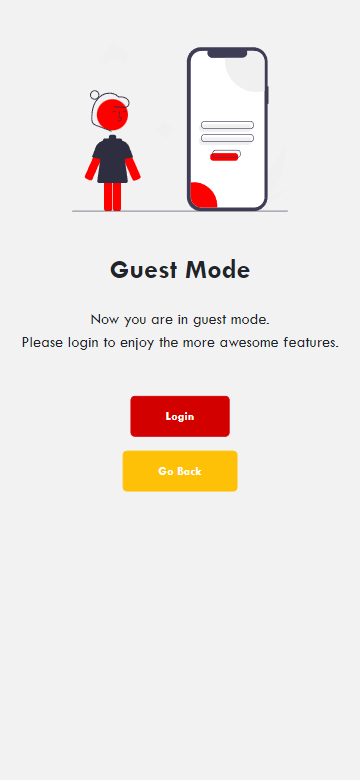 Guest Mode
Now you are in guest mode.
Please login to enjoy the more awesome features.
Login
Go Back